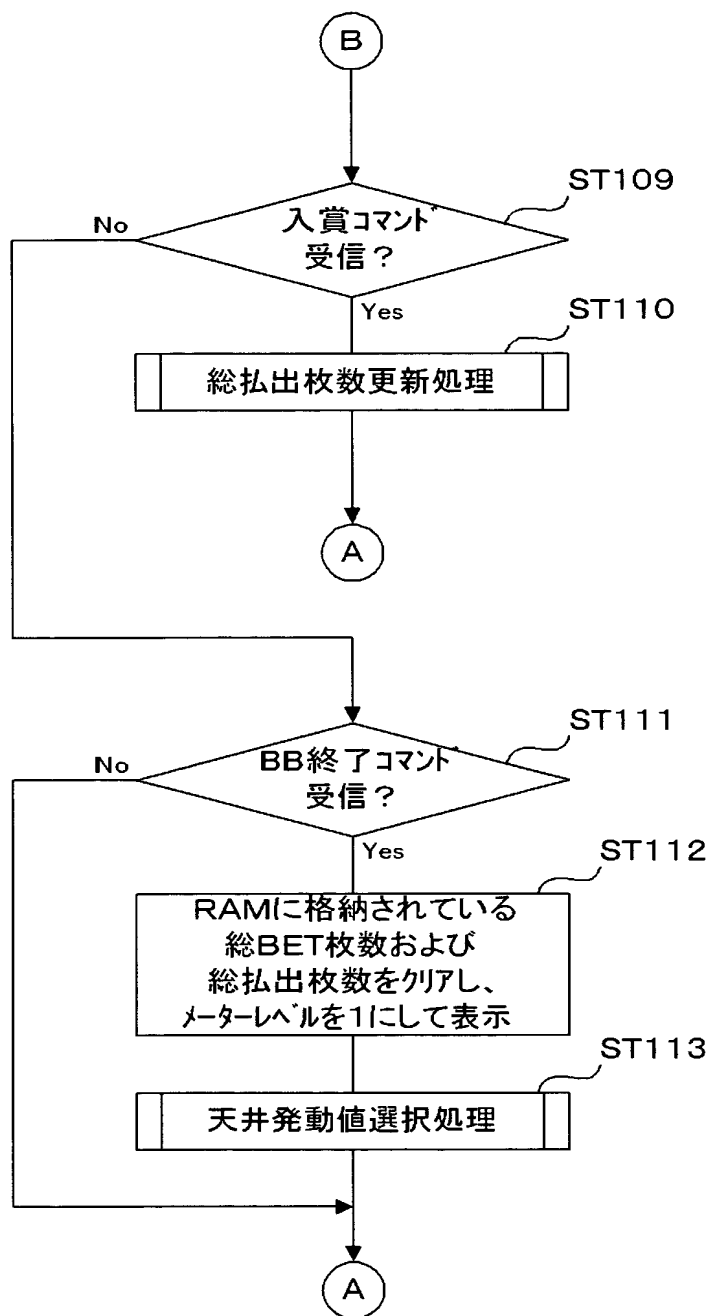 B
ST109
No
入賞コマンド
受信？
Yes
ST110
総払出枚数更新処理
A
ST111
No
BB終了コマンド
受信？
Yes
ST112
RAMに格納されている
総BET枚数および
総払出枚数をクリアし、
メーターレベルを1にして表示
ST113
天井発動値選択処理
A